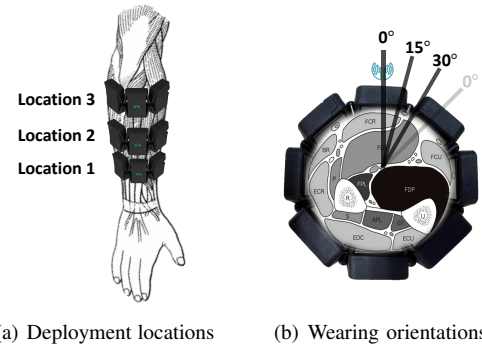 Location 3
Location 2
Location 1
0°
15°
30°
0°
FCR
BR
FCU
ECR
P
FPL
FDP
R
U
S
APL
EDC
ECU
(a) Deployment locations
(b) Wearing orientations